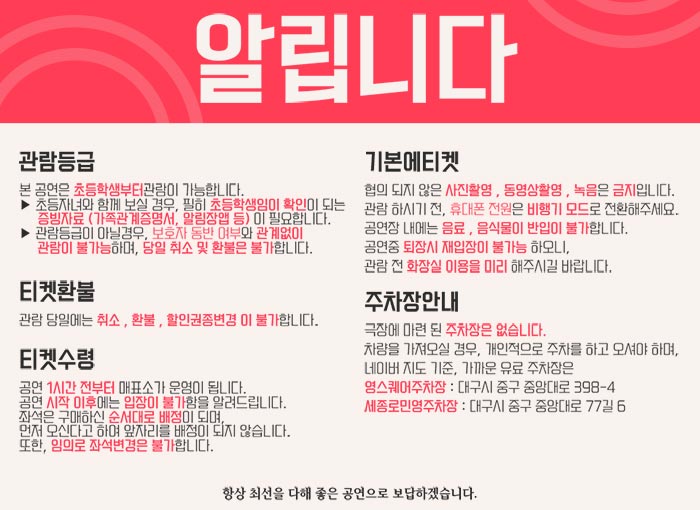 알립니다
관람등급
본 공연은 초등학생부터관람이 가능합니다.
▶ 초등자녀와 함께 보실 경우, 필히 초등학생임이 확인이 되는
증빙자료 (가족관계증명서, 알림장앱 등) 이 필요합니다.
▶ 관람등급이 아닐경우, 보호자 동반 여부와 관계없이
관람이 불가능하며, 당일 취소 및 환불은 불가합니다.
티켓환불
관람 당일에는 취소 , 환불 , 할인권종변경 이 불가합니다.
티켓수령
공연 1시간 전부터 매표소가 운영이 됩니다.
공연 시작 이후에는 입장이 불가함을 알려드립니다.
좌석은 구매하신 순서대로 배정이 되며,
먼저 오신다고 하여 앞자리를 배정이 되지 않습니다.
또한, 임의로 좌석변경은 불가합니다.
기본에티켓
협의 되지 않은 사진촬영 , 동영상촬영 , 녹음은 금지입니다.
관람 하시기 전, 휴대폰 전원은 비행기 모드로 전환해주세요.
공연장 내에는 음료 , 음식물이 반입이 불가합니다.
공연중 퇴장시 재입장이 불가능 하오니,
관람 전 화장실 이용을 미리 해주시길 바랍니다.
주차장안내
극장에 마련 된 주차장은 없습니다.
차량을 가져오실 경우, 개인적으로 주차를 하고 오셔야 하며,
네이버 지도 기준, 가까운 유료 주차장은
영스퀘어주차장 : 대구시 중구 중앙대로 398-4
세종로민영주차장 : 대구시 중구 중앙대로 77길 6
항상 최선을 다해 좋은 공연으로 보답하겠습니다.